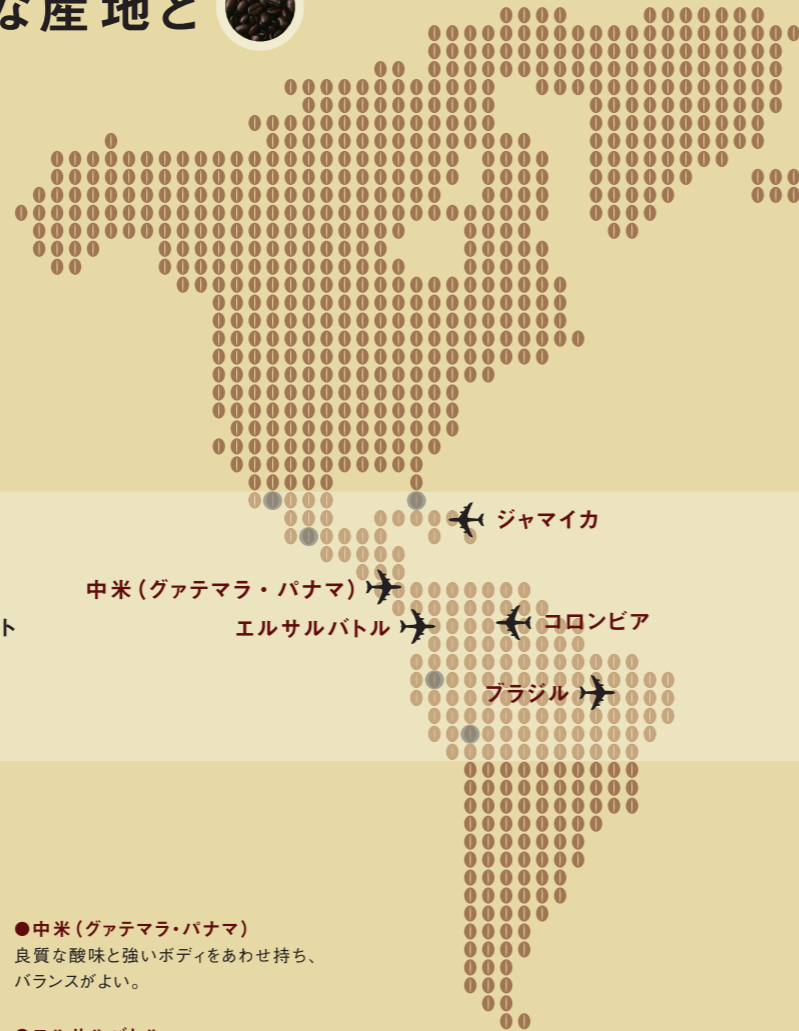 な産地と
ジャマイカ
中米（グァテマラ・パナマ）
エルサルバトル
コロンビア
ト
ブラジル
●中米（グァテマラ・パナマ）
良質な酸味と強いボディをあわせ持ち、
バランスがよい。